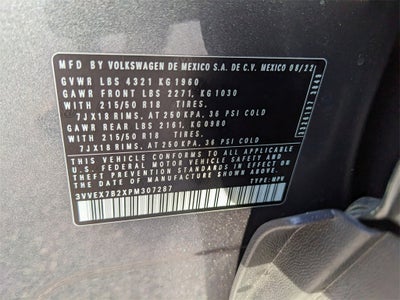 MFD BY VOLKSWAGEN DE MEXICO S.A. DE C.V. MEXICO 08/22
GVWR LBS 4321 KG 1960
GAWR FRONT LBS 2271, KG 1030
WITH 215/50 R18 TIRES.
7JX18 RIMS, AT 250 KPA, 36 PSI COLD
GAWR REAR LBS 2161, KG 0980
WITH 215/50 R18 TIRES.
7JX18 RIMS, AT 250 KPA, 36 PSI COLD
THIS VEHICLE CONFORMS TO ALL APPLICABLE
U.S. FEDERAL MOTOR VEHICLE SAFETY AND
THEFT PREVENTION STANDARDS IN EFFECT ON
THE DATE OF MANUFACTURE SHOWN ABOVE.
3VVEX7B2XPM307287 TYPE: MPV